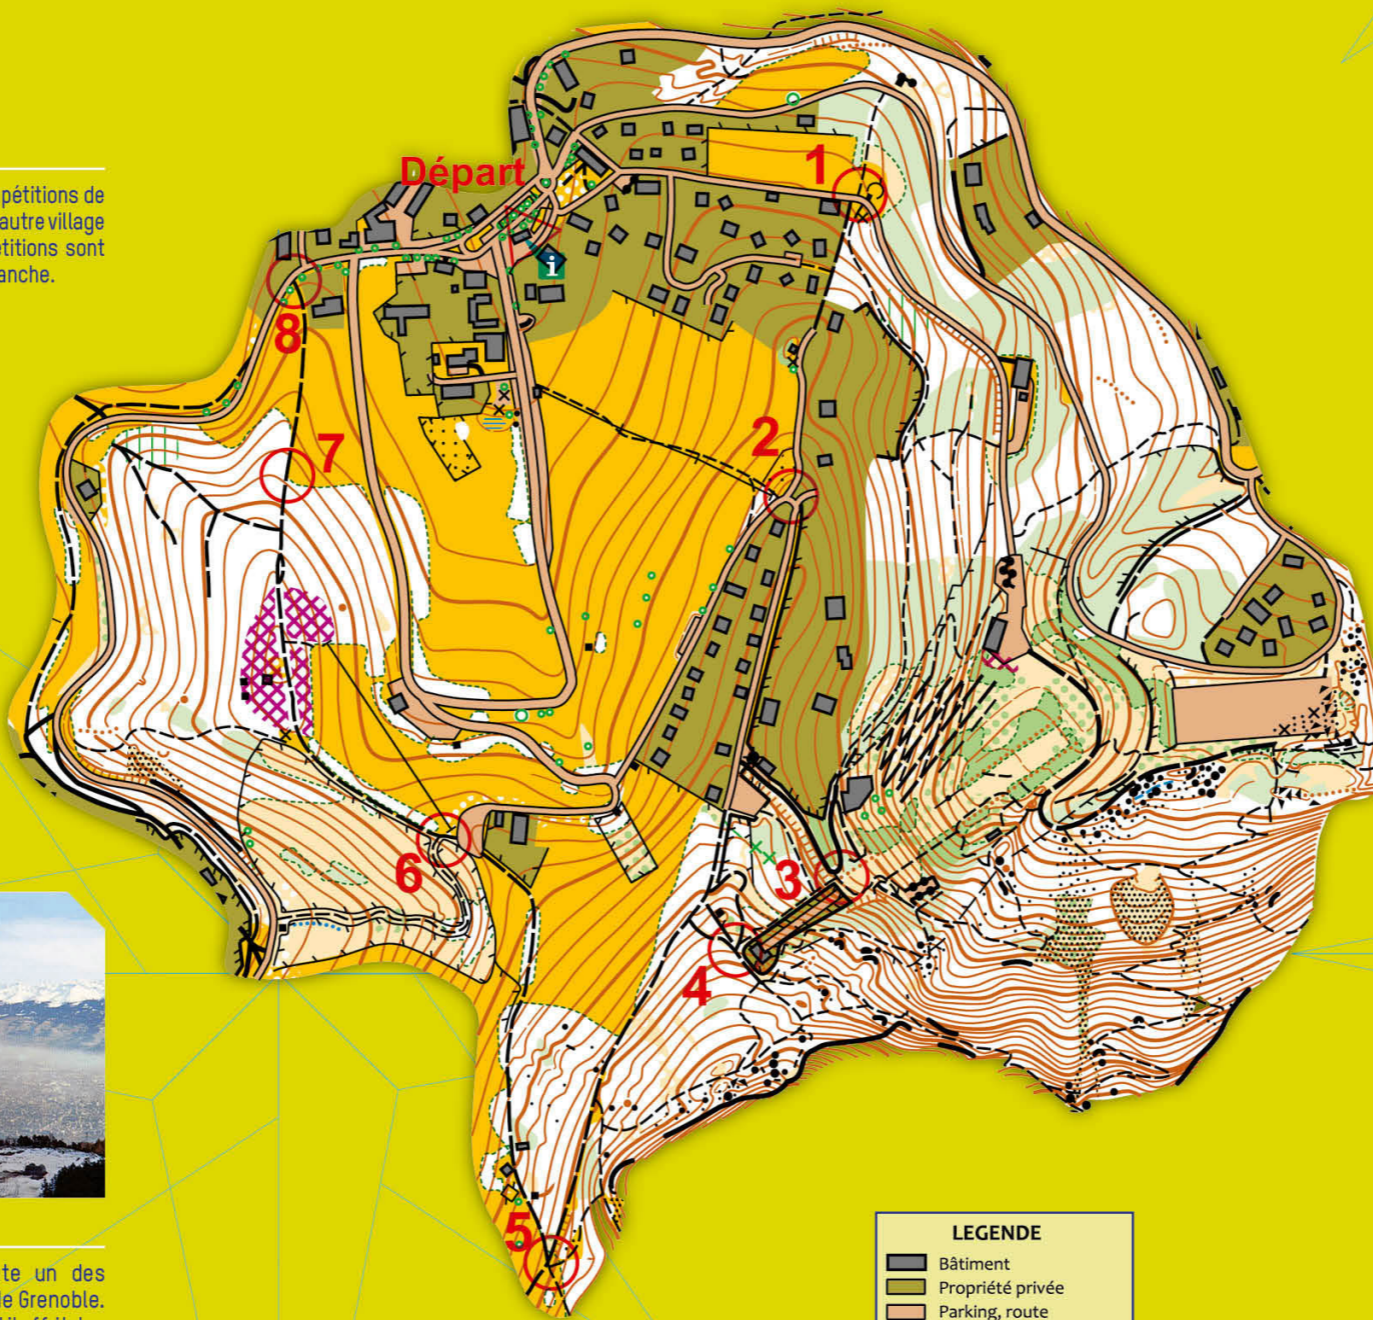 pétitions de
autre village
étitions sont
anche.
Départ
1
i
8
2
7
3
6
4
5
te un des
de Grenoble.
LEGENDE
Bâtiment
Propriété privée
Parking, route